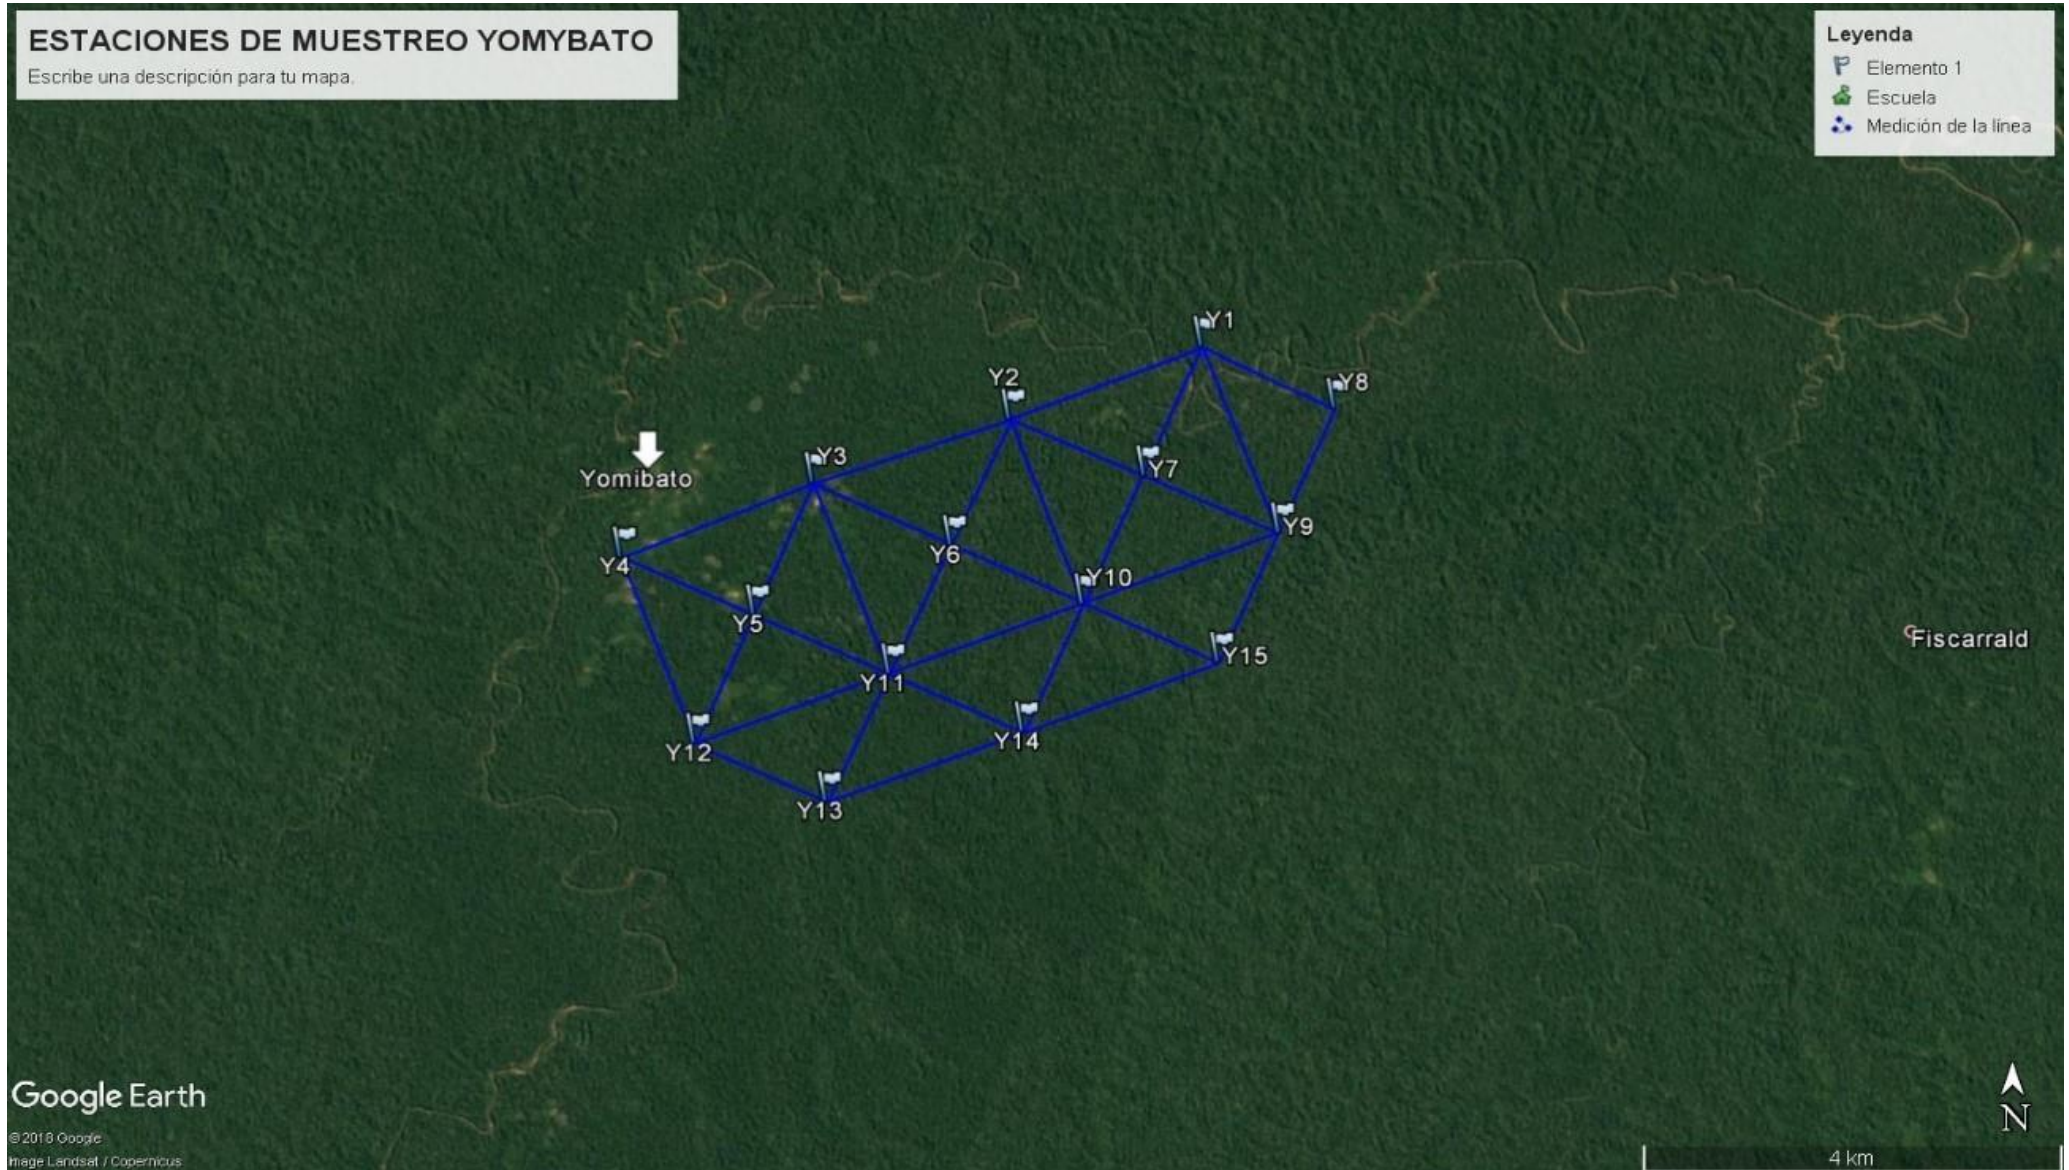 ESTACIONES DE MUESTREO YOMYBATO
Escribe una descripción para tu mapa.
Leyenda
Elemento 1
Escuela
Medición de la línea
Y1
Y2
Y8
Y3
Y7
Yomibato
Y9
Y6
Y4
Y10
Y5
Fiscarrald
Y15
Y11
Y14
Y12
Y13
Google Earth
N
© 2018 Google
Image Landsat / Copernicus
4 km